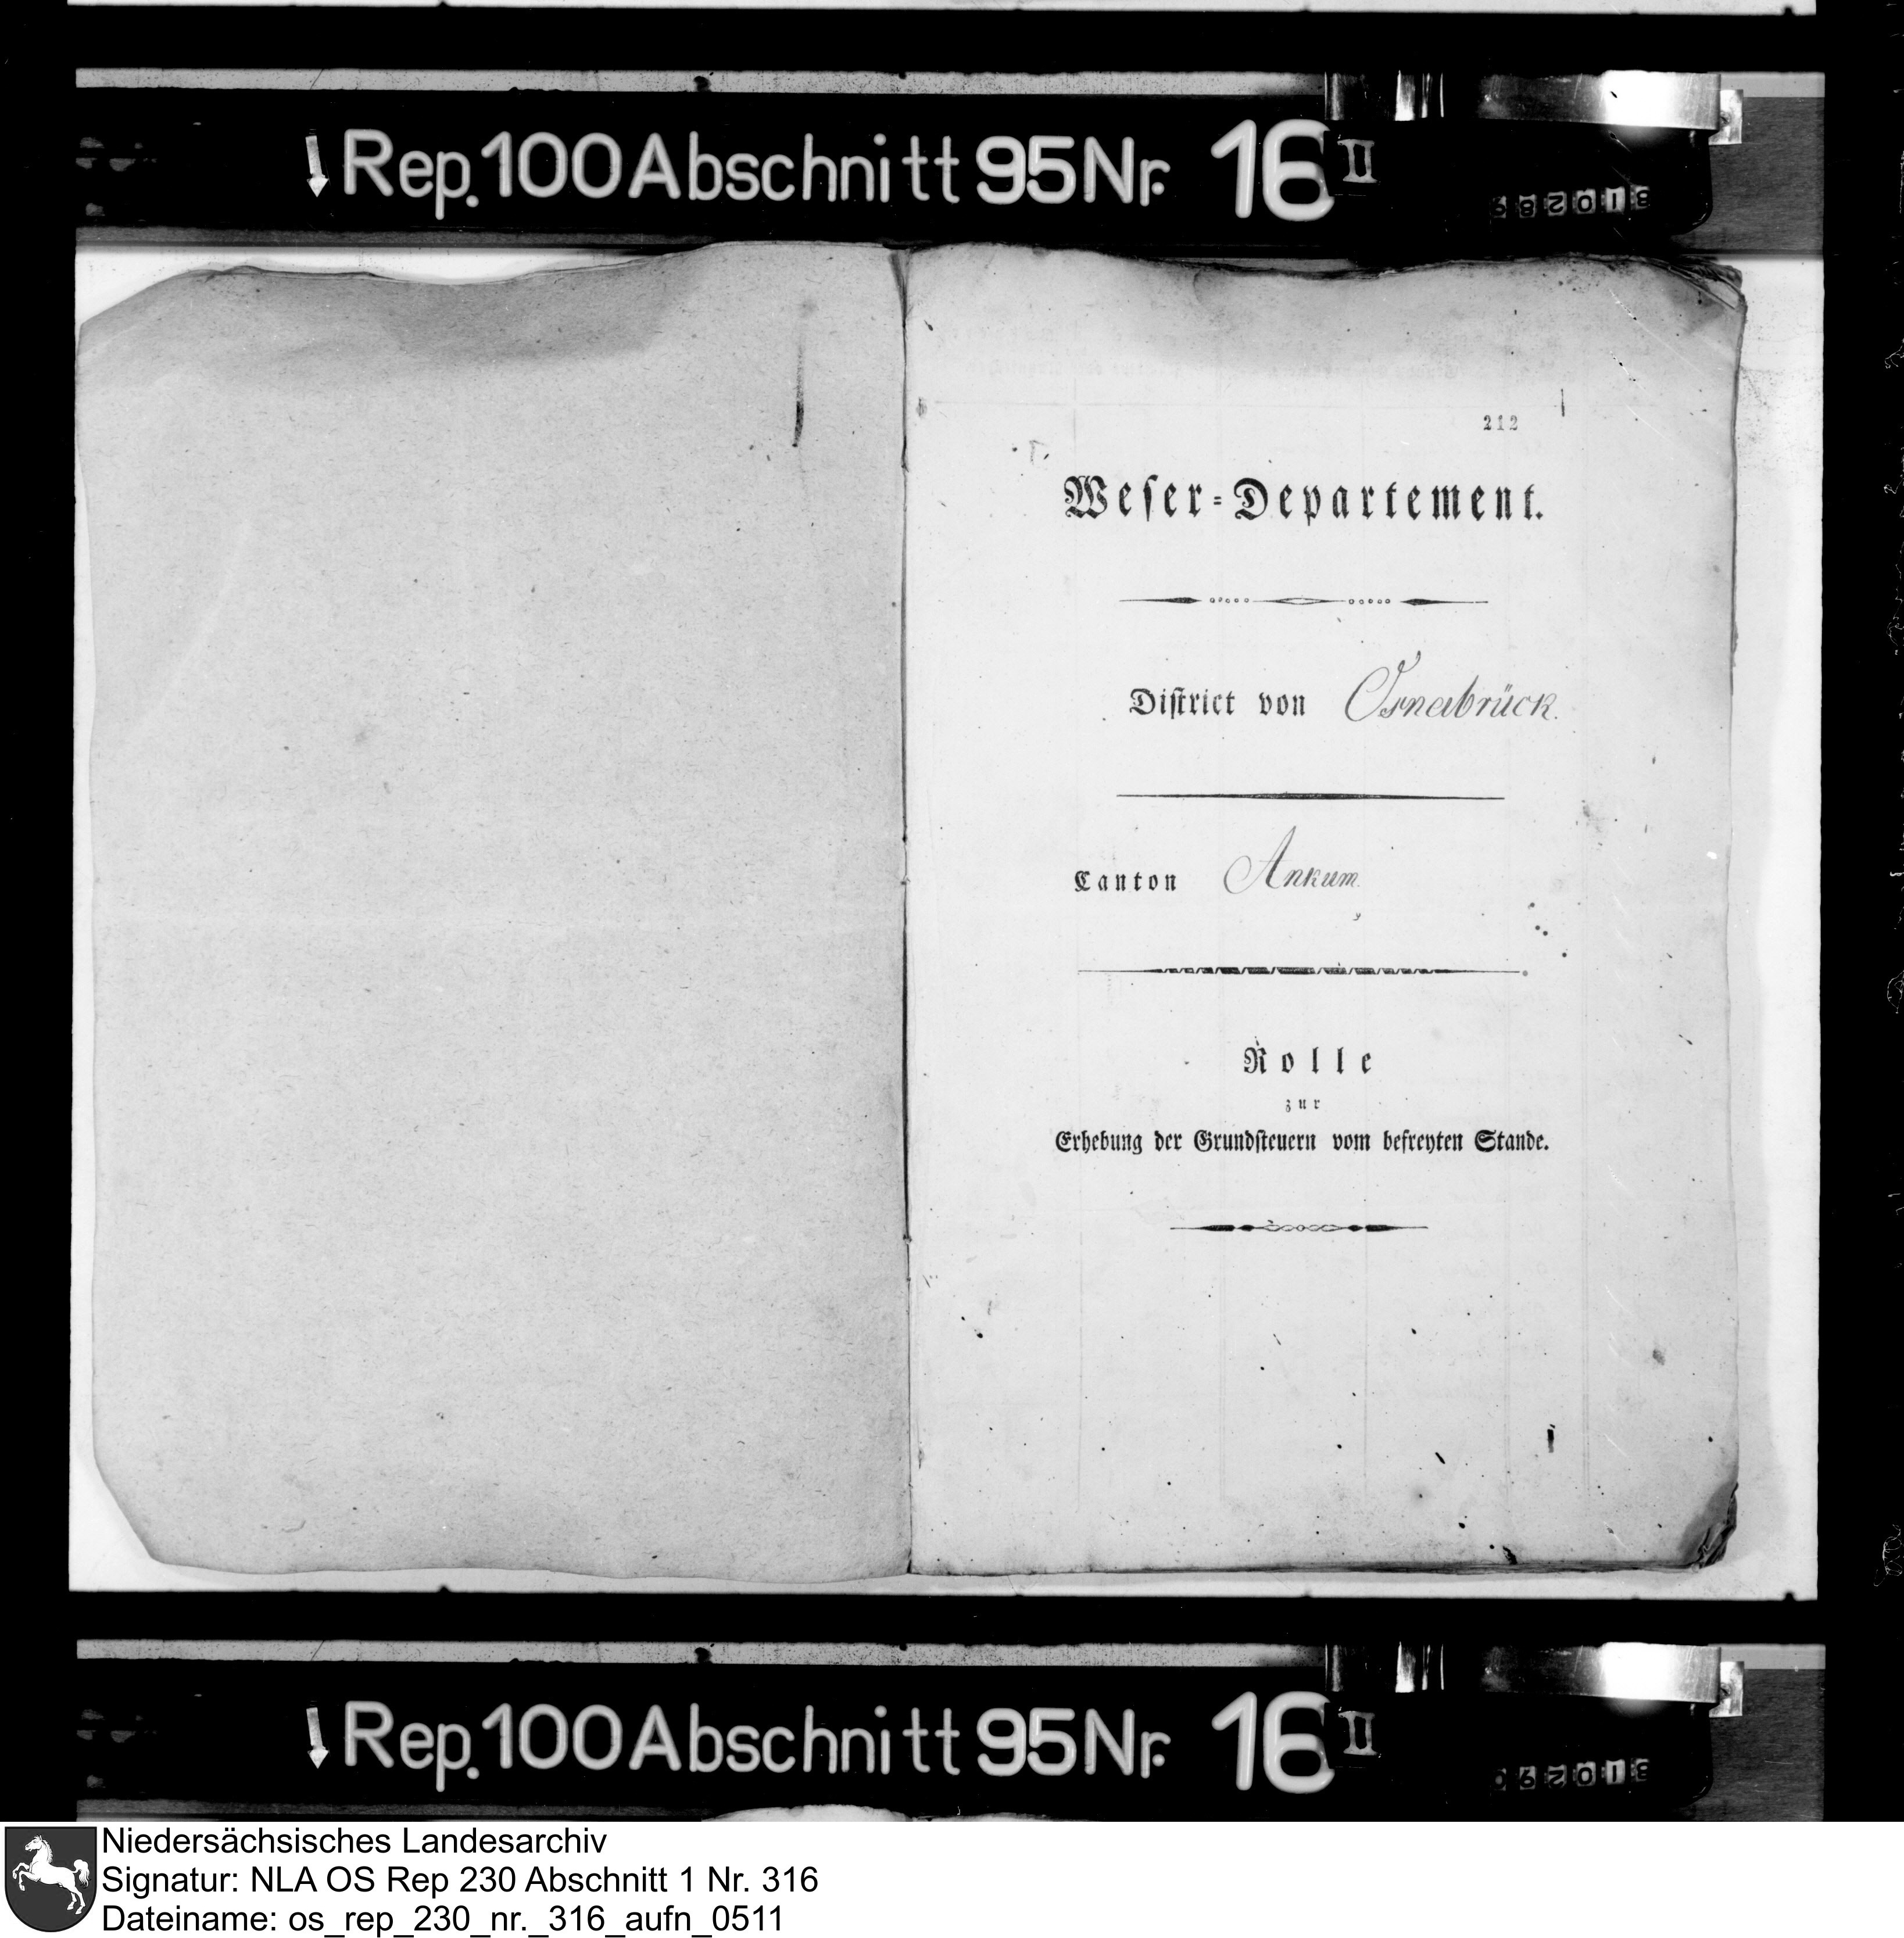 Rep. 100 Abschnitt 95 Nr. 16 II
212
Weser-Departement.
District von Osnabrück.
Canton Ankum.
Rolle
zur
Erhebung der Grundsteuern vom befreyten Stande.
Rep. 100 Abschnitt 95 Nr. 16 II
Niedersächsisches Landesarchiv
Signatur: NLA OS Rep 230 Abschnitt 1 Nr. 316
Dateiname: os_rep_230_nr._316_aufn_0511